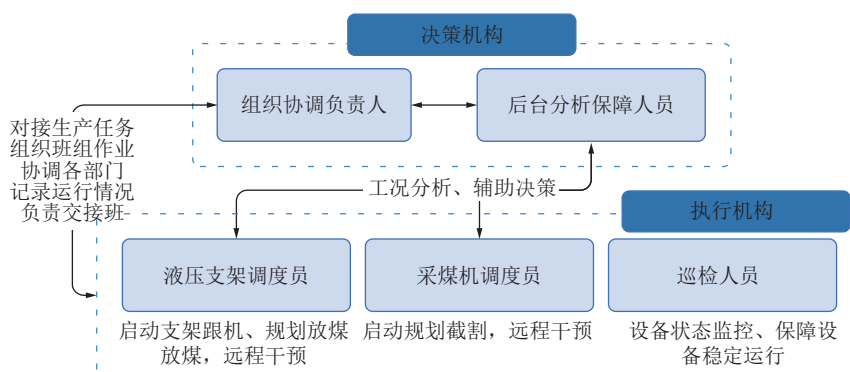 决策机构
组织协调负责人
后台分析保障人员
对接生产任务
组织班组作业
协调各部门
记录运行情况
负责交接班
工况分析、辅助决策
执行机构
液压支架调度员
采煤机调度员
巡检人员
启动支架跟机、规划放煤
放煤，远程干预
启动规划截割，远程干预
设备状态监控、保障设
备稳定运行